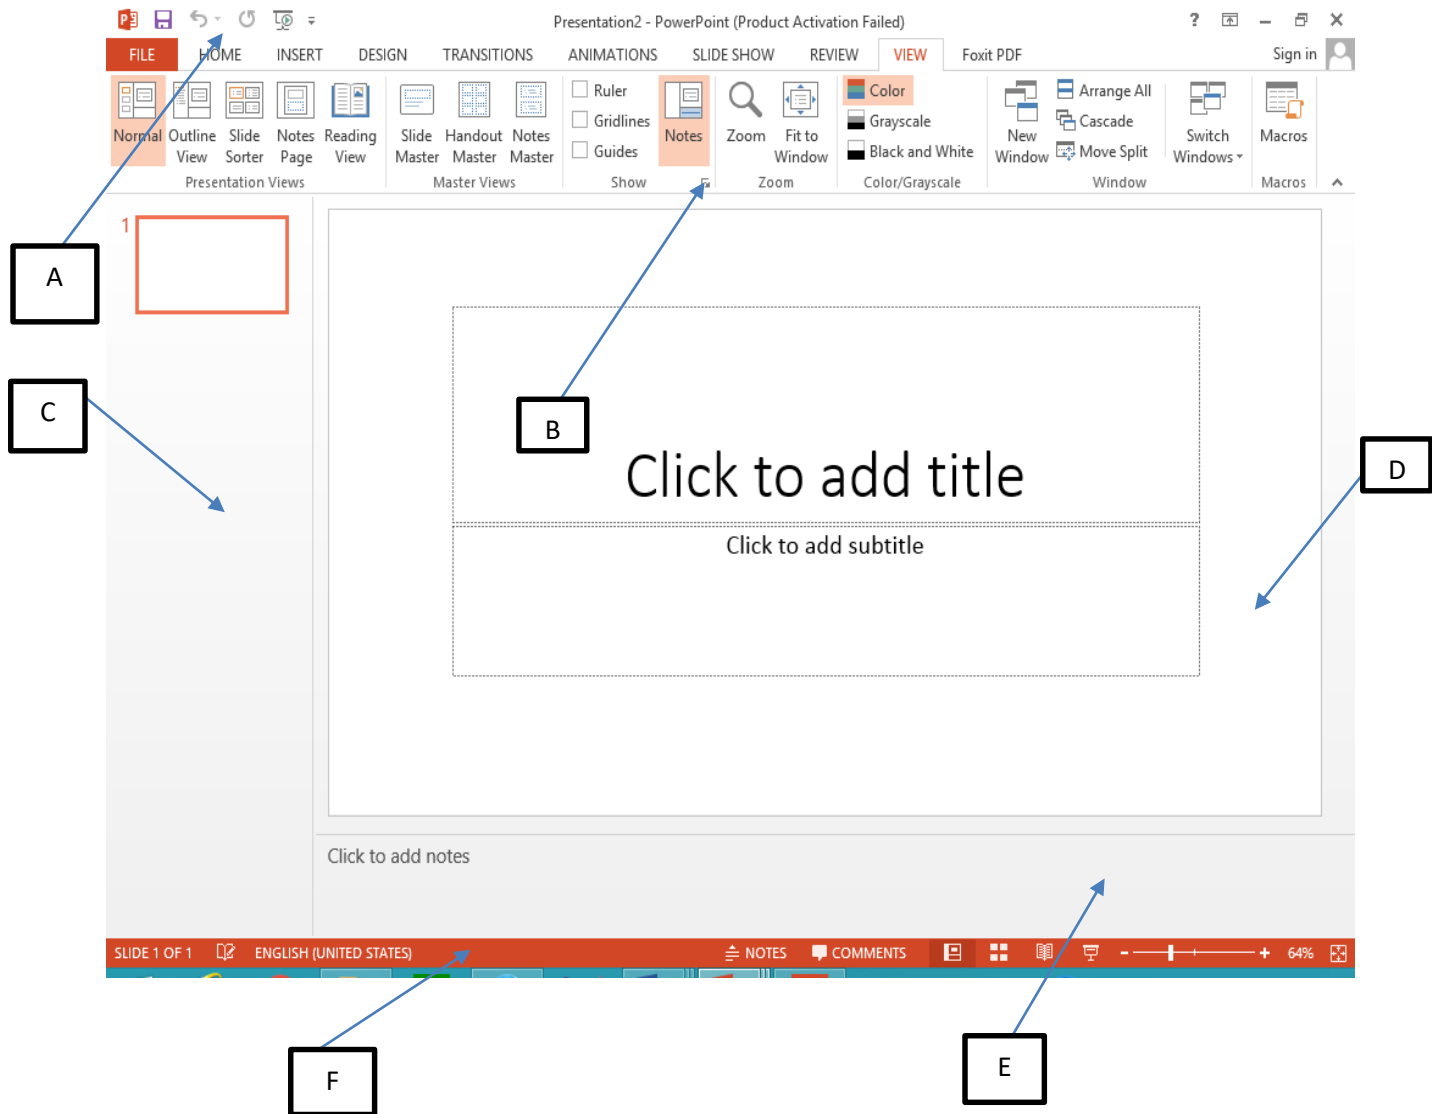 Presentation2 - PowerPoint (Product Activation Failed)
FILE HOME INSERT DESIGN TRANSITIONS ANIMATIONS SLIDE SHOW REVIEW VIEW Foxit PDF Sign in
Normal Outline View Slide Sorter Notes Page Reading View
Presentation Views
Slide Master Handout Master Notes Master
Master Views
Ruler
Gridlines
Guides
Notes
Show
Zoom Fit to Window
Zoom
Color
Grayscale
Black and White
Color/Grayscale
New Window
Arrange All
Cascade
Move Split
Switch Windows
Window
Macros
Macros
1
A
C
B
D
Click to add title
Click to add subtitle
Click to add notes
SLIDE 1 OF 1 ENGLISH (UNITED STATES) NOTES COMMENTS - + 64%
F
E